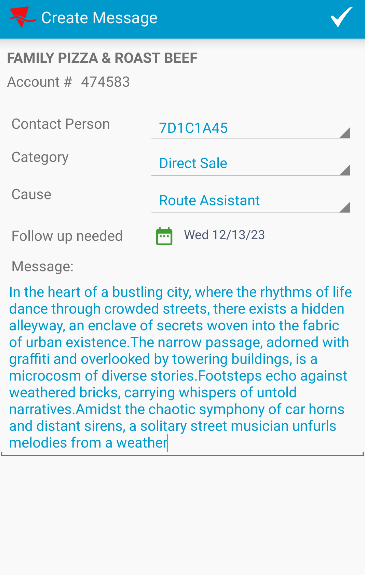 Create Message
FAMILY PIZZA & ROAST BEEF
Account # 474583
Contact Person 7D1C1A45
Category Direct Sale
Cause Route Assistant
Follow up needed Wed 12/13/23
Message:
In the heart of a bustling city, where the rhythms of life
dance through crowded streets, there exists a hidden
alleyway, an enclave of secrets woven into the fabric
of urban existence.The narrow passage, adorned with
graffiti and overlooked by towering buildings, is a
microcosm of diverse stories.Footsteps echo against
weathered bricks, carrying whispers of untold
narratives.Amidst the chaotic symphony of car horns
and distant sirens, a solitary street musician unfurls
melodies from a weather